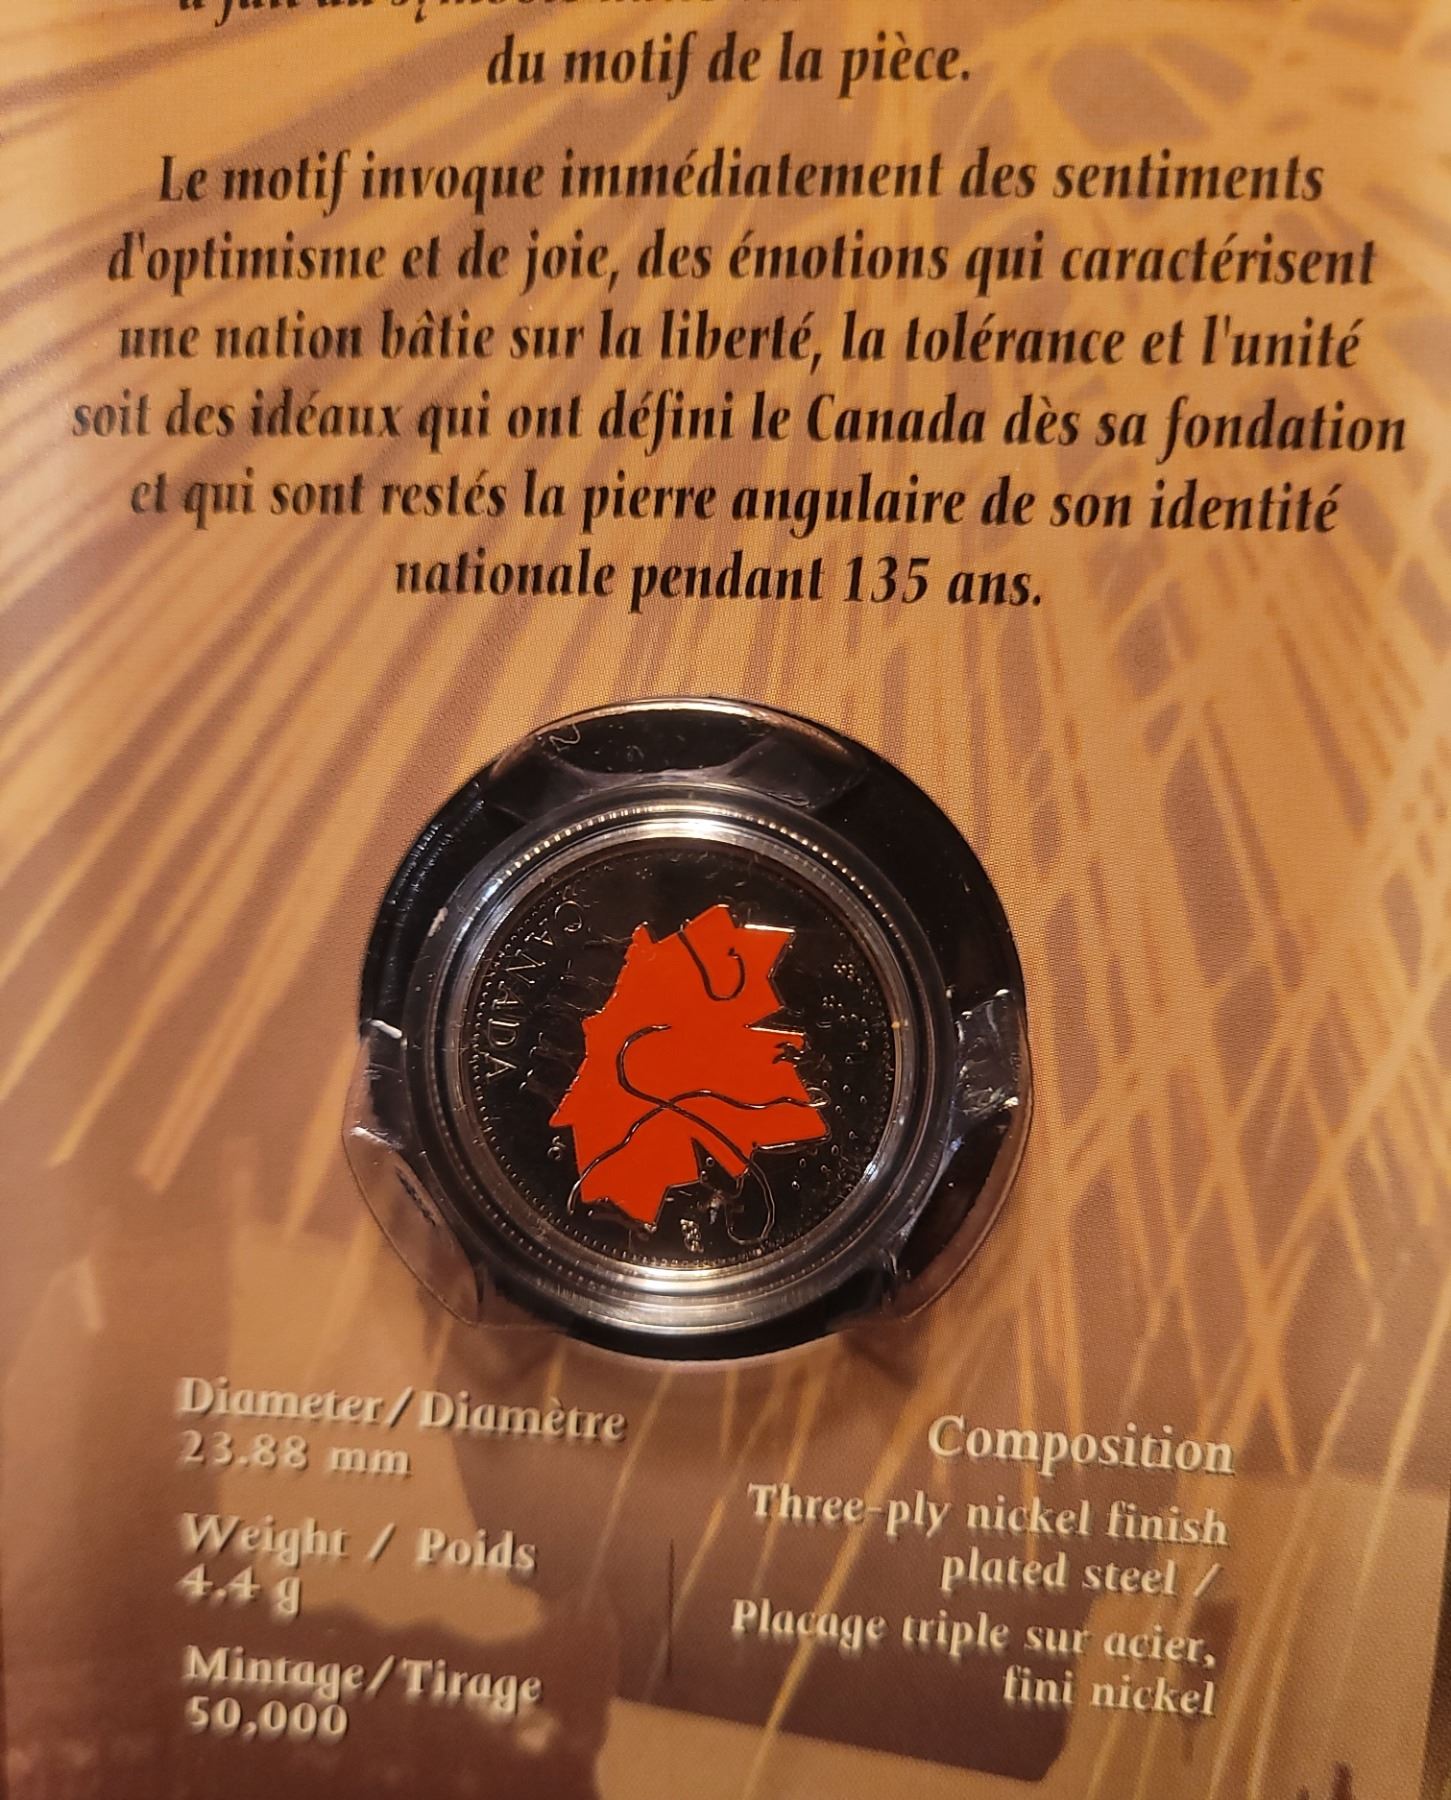 du motif de la pièce.
Le motif invoque immédiatement des sentiments
d'optimisme et de joie, des émotions qui caractérisent
une nation bâtie sur la liberté, la tolérance et l'unité
soit des idéaux qui ont défini le Canada dès sa fondation
et qui sont restés la pierre angulaire de son identité
nationale pendant 135 ans.
CANADA
Diameter/Diamètre
23.88 mm
Weight / Poids
4.4 g
Mintage/Tirage
50,000
Composition
Three-ply nickel finish
plated steel /
Placage triple sur acier,
fini nickel